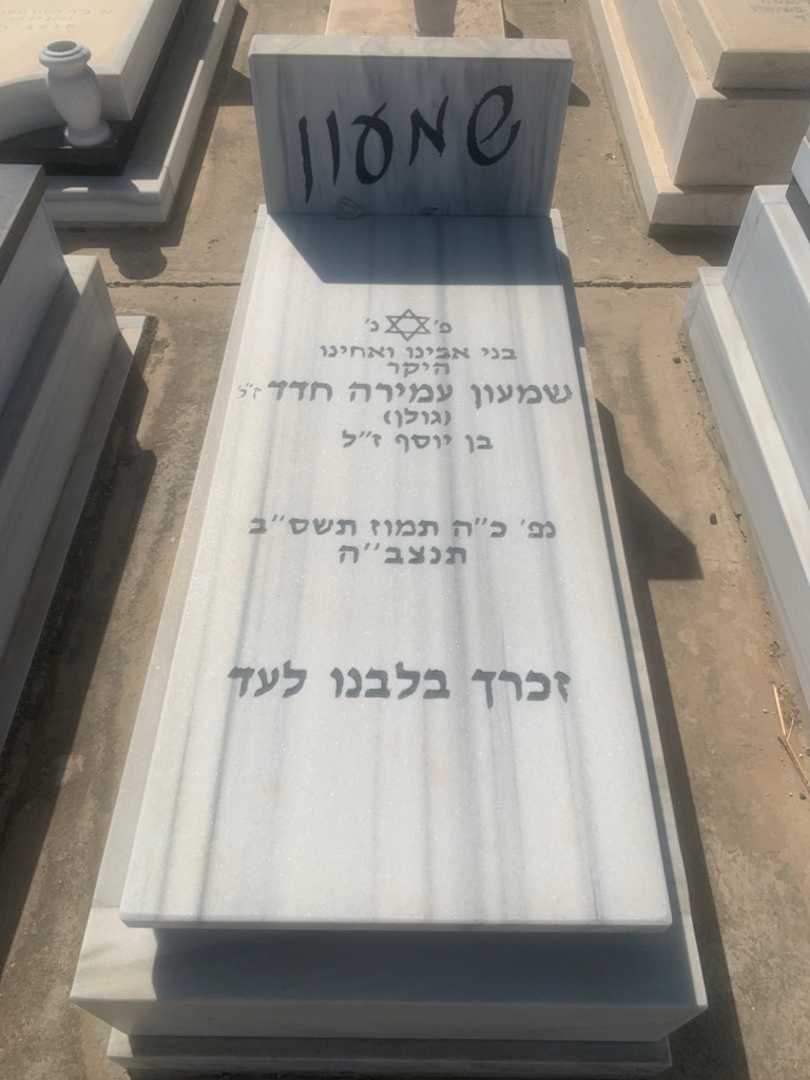 שמעון
פ' נ'
בני אבינו ואחינו
היקר
שמעון עמירה חדד ז"ל
(גולן)
בן יוסף ז"ל
נפ' כ"ה תמוז תשס"ב
תנצב"ה
זכרך בלבנו לעד